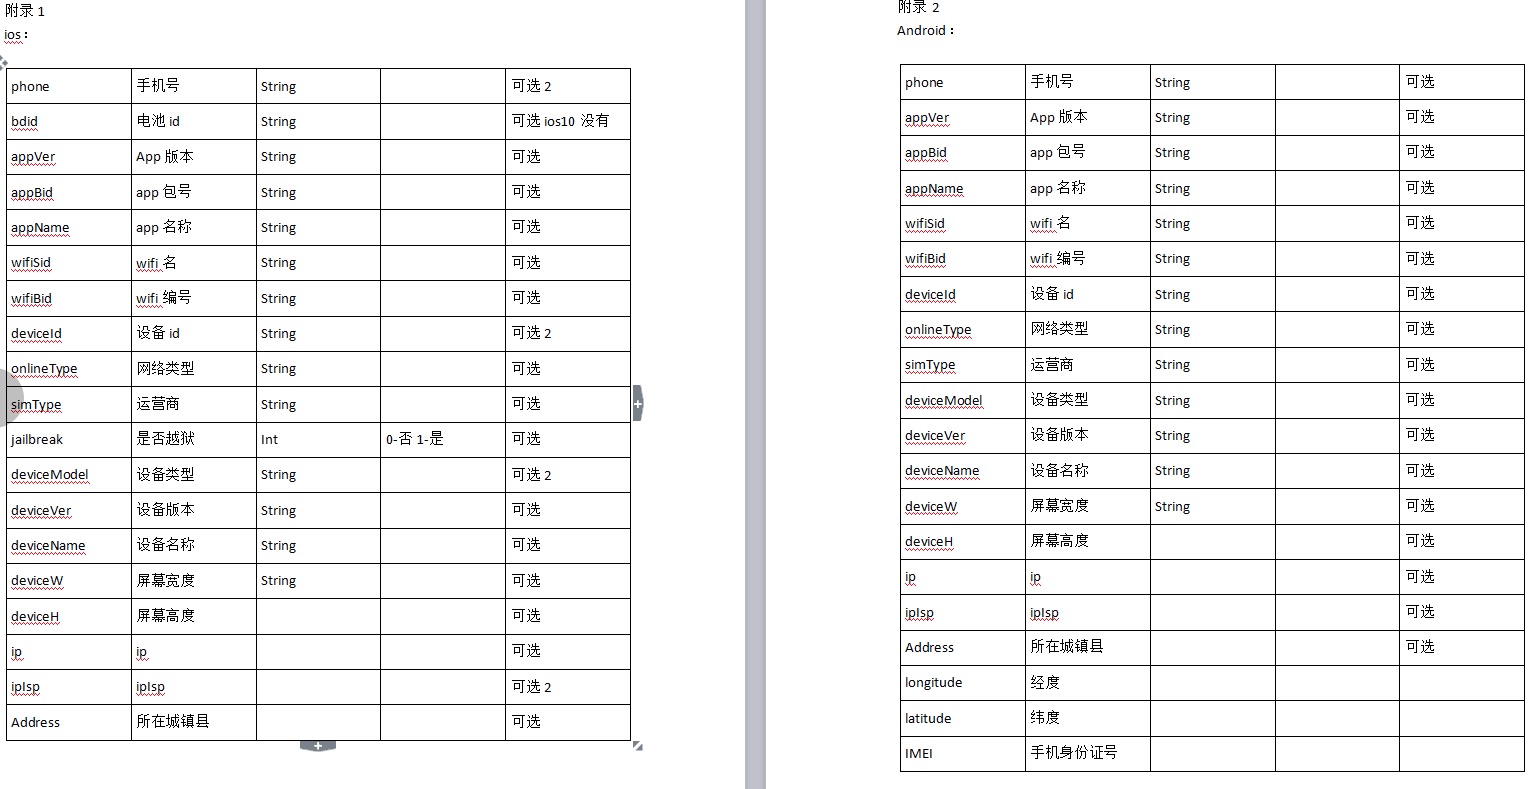 附录 1
ios：
phone 手机号 String 可选 2
bdid 电池 id String 可选 ios10 没有
appVer App 版本 String 可选
appBid app 包号 String 可选
appName app 名称 String 可选
wifiSid wifi 名 String 可选
wifiBid wifi 编号 String 可选
deviceId 设备 id String 可选 2
onlineType 网络类型 String 可选
simType 运营商 String 可选
jailbreak 是否越狱 Int 0-否 1-是 可选
deviceModel 设备类型 String 可选 2
deviceVer 设备版本 String 可选
deviceName 设备名称 String 可选
deviceW 屏幕宽度 String 可选
deviceH 屏幕高度 可选
ip ip 可选
ipIsp ipIsp 可选 2
Address 所在城镇县 可选
附录 2
Android：
phone 手机号 String 可选
appVer App 版本 String 可选
appBid app 包号 String 可选
appName app 名称 String 可选
wifiSid wifi 名 String 可选
wifiBid wifi 编号 String 可选
deviceId 设备 id String 可选
onlineType 网络类型 String 可选
simType 运营商 String 可选
deviceModel 设备类型 String 可选
deviceVer 设备版本 String 可选
deviceName 设备名称 String 可选
deviceW 屏幕宽度 String 可选
deviceH 屏幕高度 可选
ip ip 可选
ipIsp ipIsp 可选
Address 所在城镇县 可选
longitude 经度
latitude 纬度
IMEI 手机身份证号